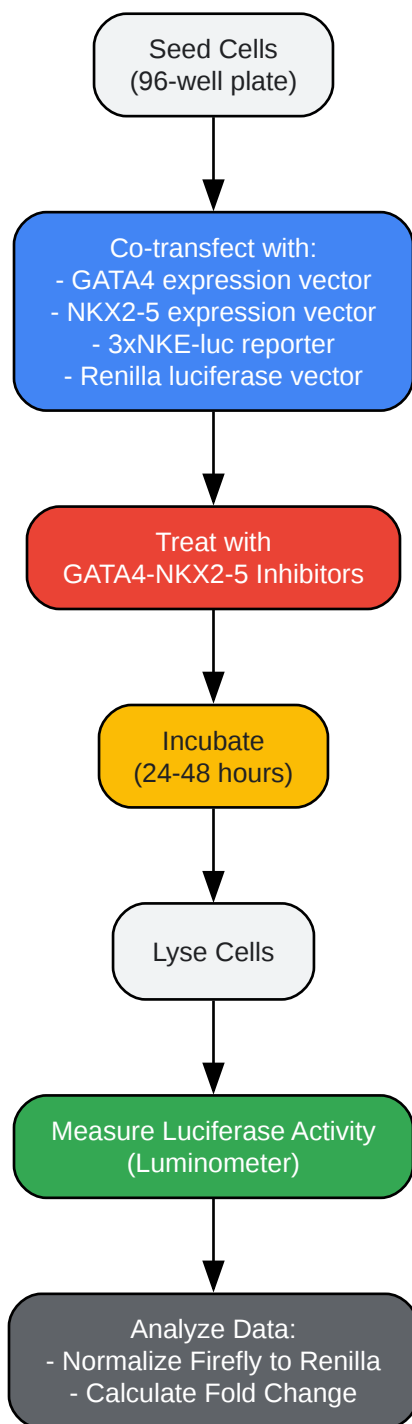 Seed Cells
(96-well plate)
Co-transfect with:
- GATA4 expression vector
- NKX2-5 expression vector
- 3xNKE-luc reporter
- Renilla luciferase vector
Treat with
GATA4-NKX2-5 Inhibitors
Incubate
(24-48 hours)
Lyse Cells
Measure Luciferase Activity
(Luminometer)
Analyze Data:
- Normalize Firefly to Renilla
- Calculate Fold Change